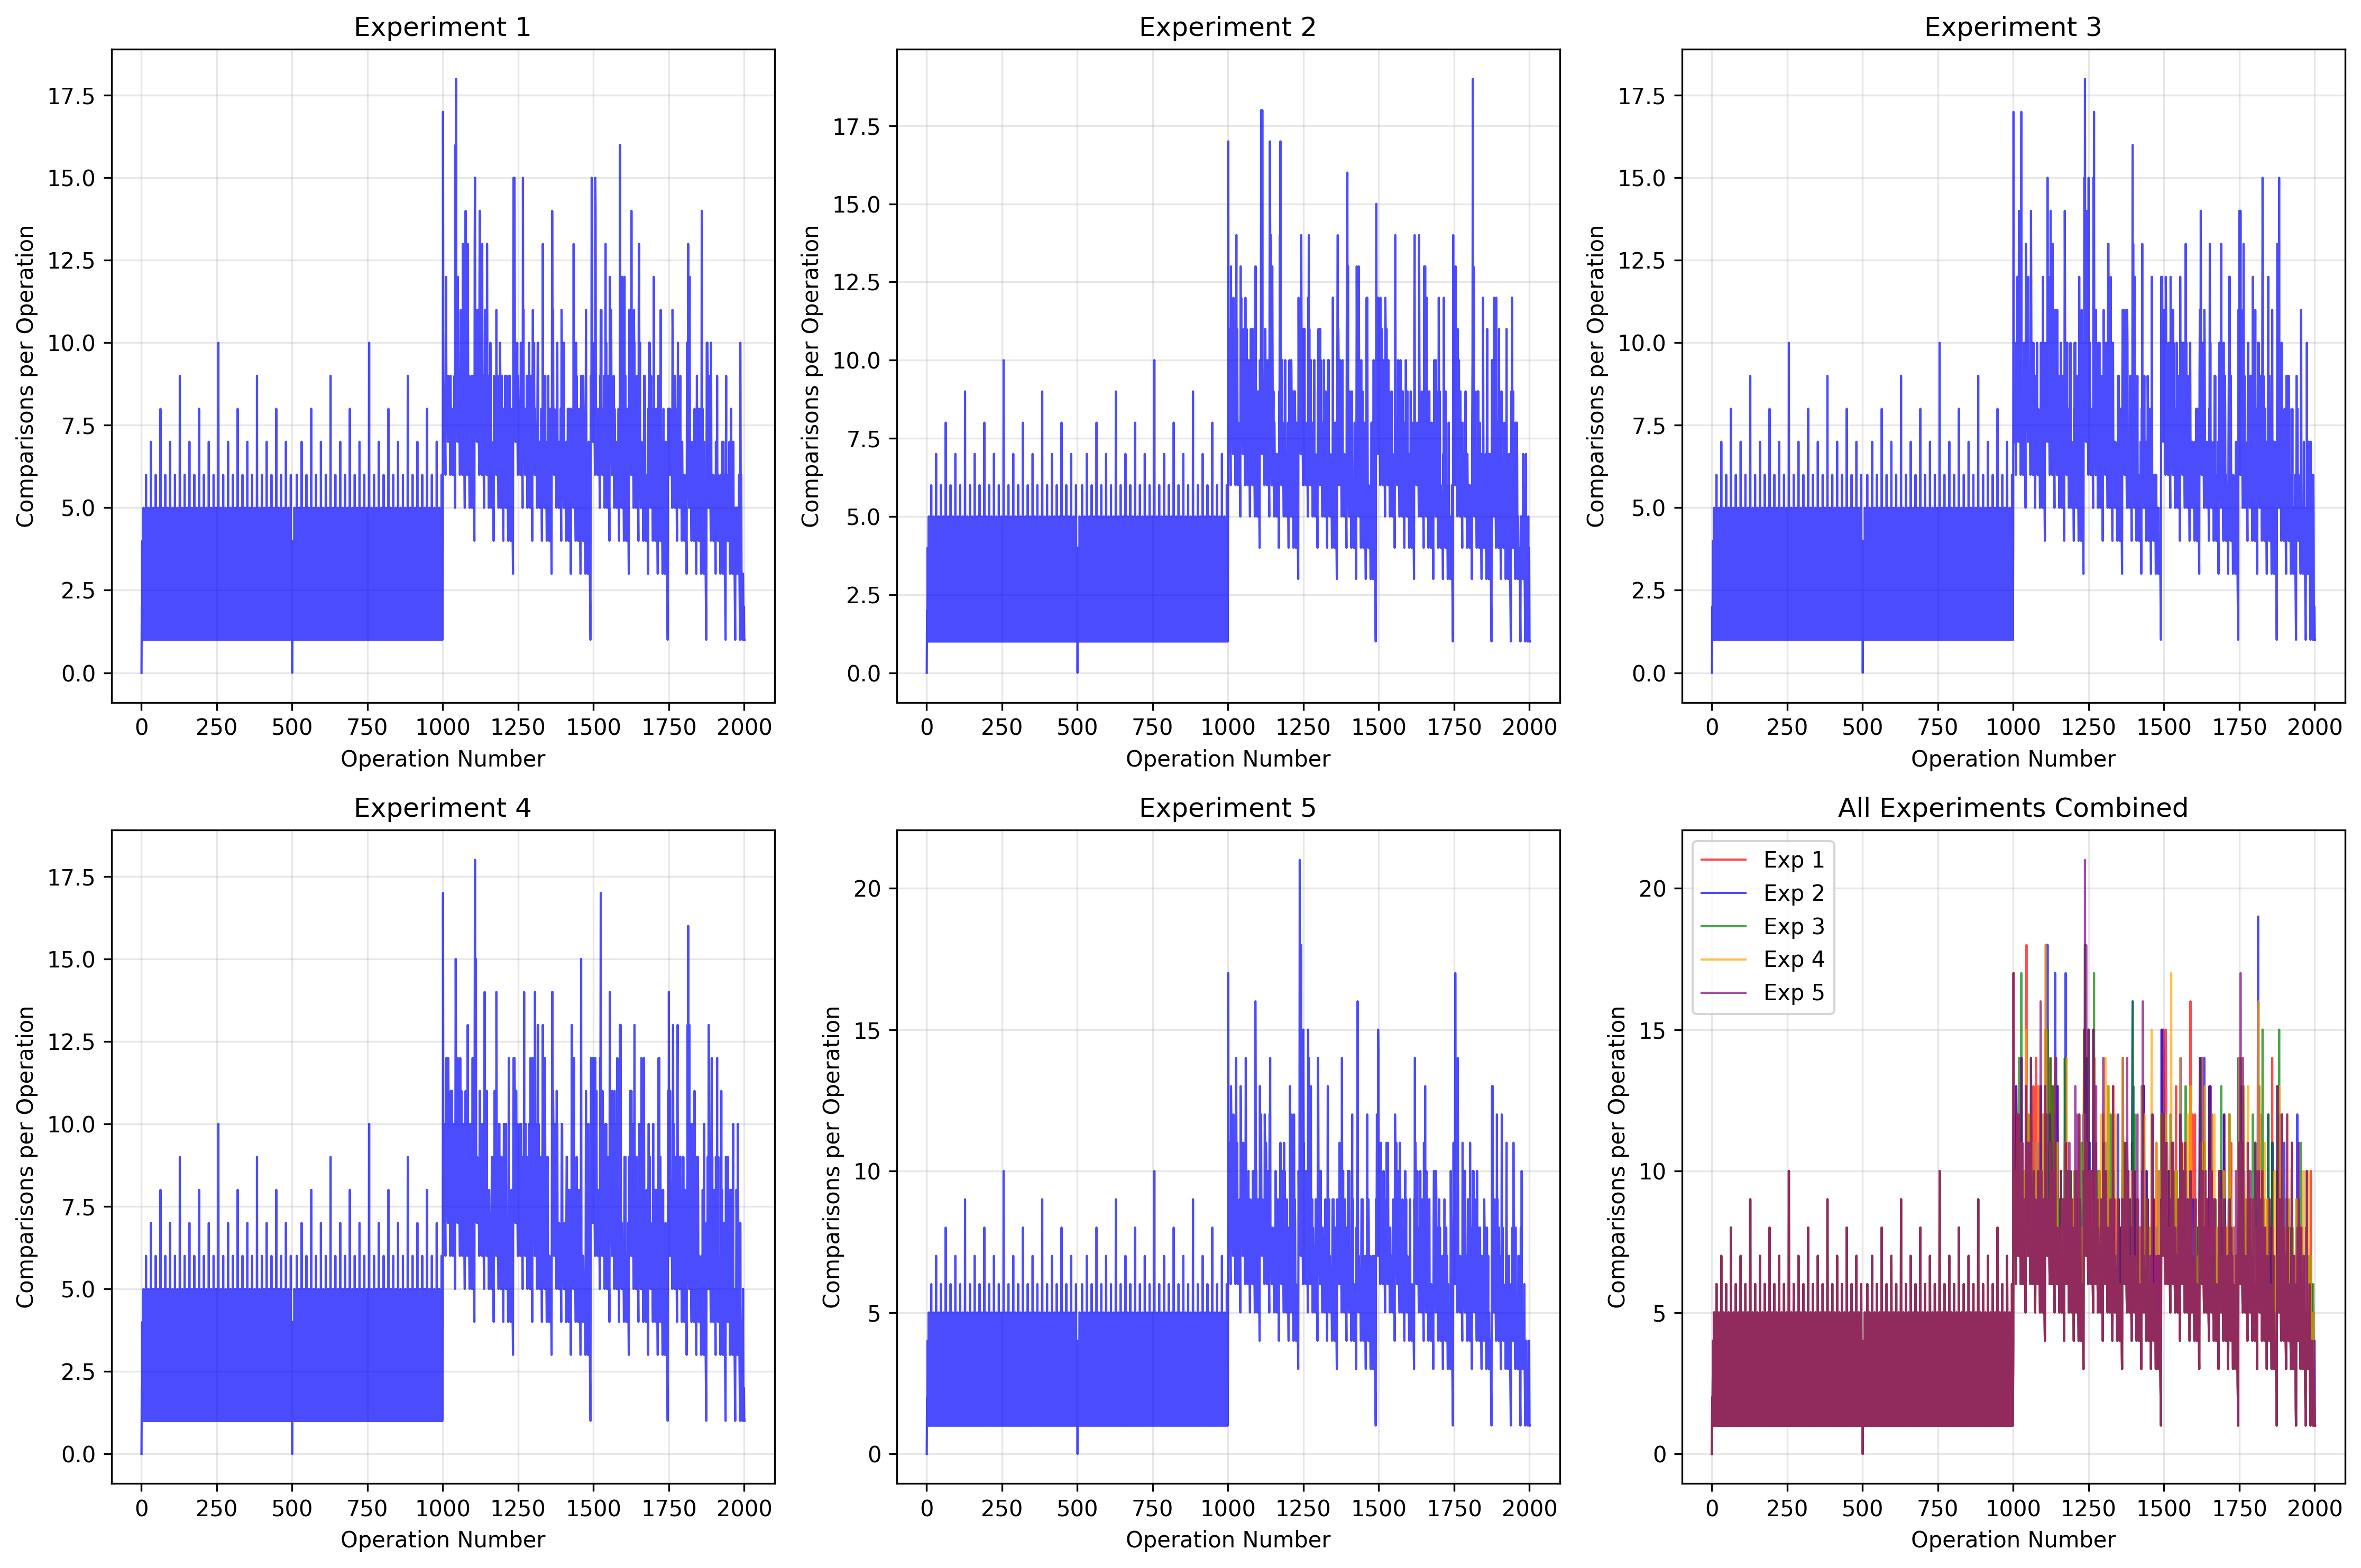 Experiment 1
Comparisons per Operation
17.5
15.0
12.5
10.0
7.5
5.0
2.5
0.0
0 250 500 750 1000 1250 1500 1750 2000
Operation Number
Experiment 2
Comparisons per Operation
17.5
15.0
12.5
10.0
7.5
5.0
2.5
0.0
0 250 500 750 1000 1250 1500 1750 2000
Operation Number
Experiment 3
Comparisons per Operation
17.5
15.0
12.5
10.0
7.5
5.0
2.5
0.0
0 250 500 750 1000 1250 1500 1750 2000
Operation Number
Experiment 4
Comparisons per Operation
17.5
15.0
12.5
10.0
7.5
5.0
2.5
0.0
0 250 500 750 1000 1250 1500 1750 2000
Operation Number
Experiment 5
Comparisons per Operation
20
15
10
5
0
0 250 500 750 1000 1250 1500 1750 2000
Operation Number
All Experiments Combined
Comparisons per Operation
20
15
10
5
0
Exp 1
Exp 2
Exp 3
Exp 4
Exp 5
0 250 500 750 1000 1250 1500 1750 2000
Operation Number